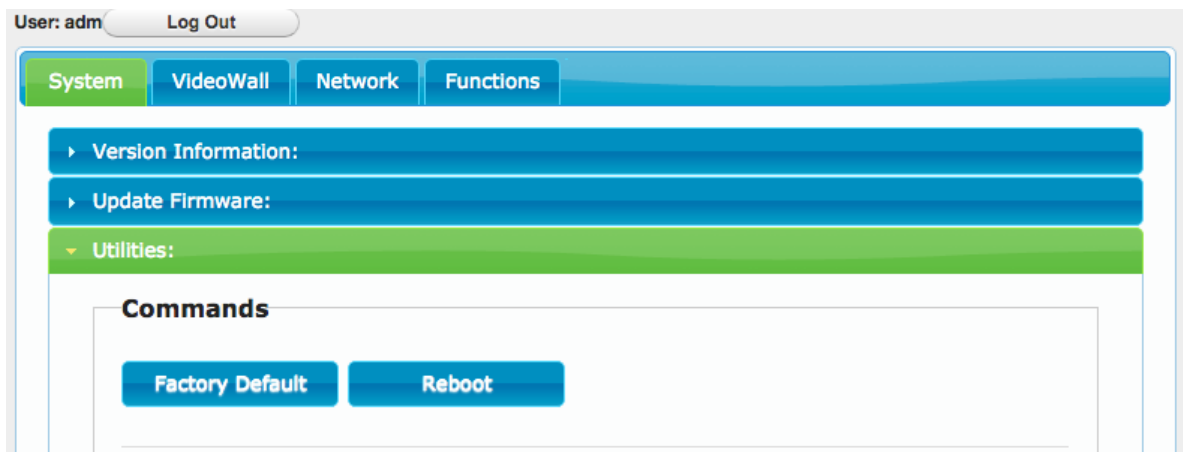 User: adm Log Out
System VideoWall Network Functions
Version Information:
Update Firmware:
Utilities:
Commands
Factory Default Reboot